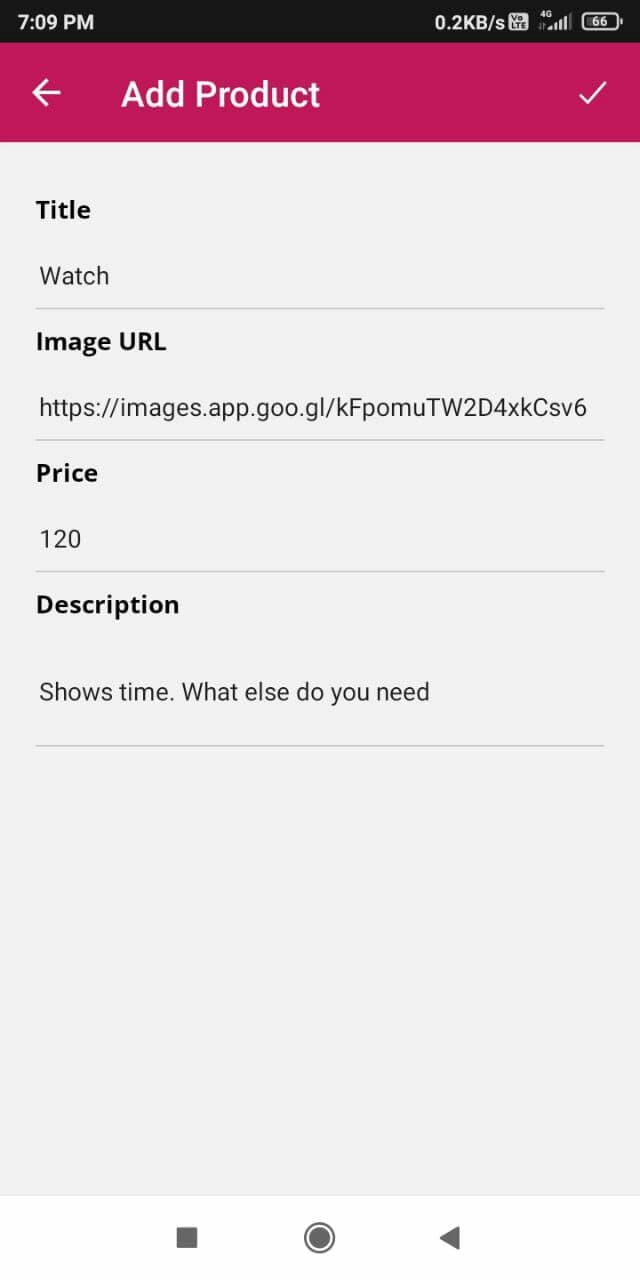 7:09 PM 0.2KB/s Vo LTE 4G 66
Add Product
Title
Watch
Image URL
https://images.app.goo.gl/kFpomuTW2D4xkCsv6
Price
120
Description
Shows time. What else do you need